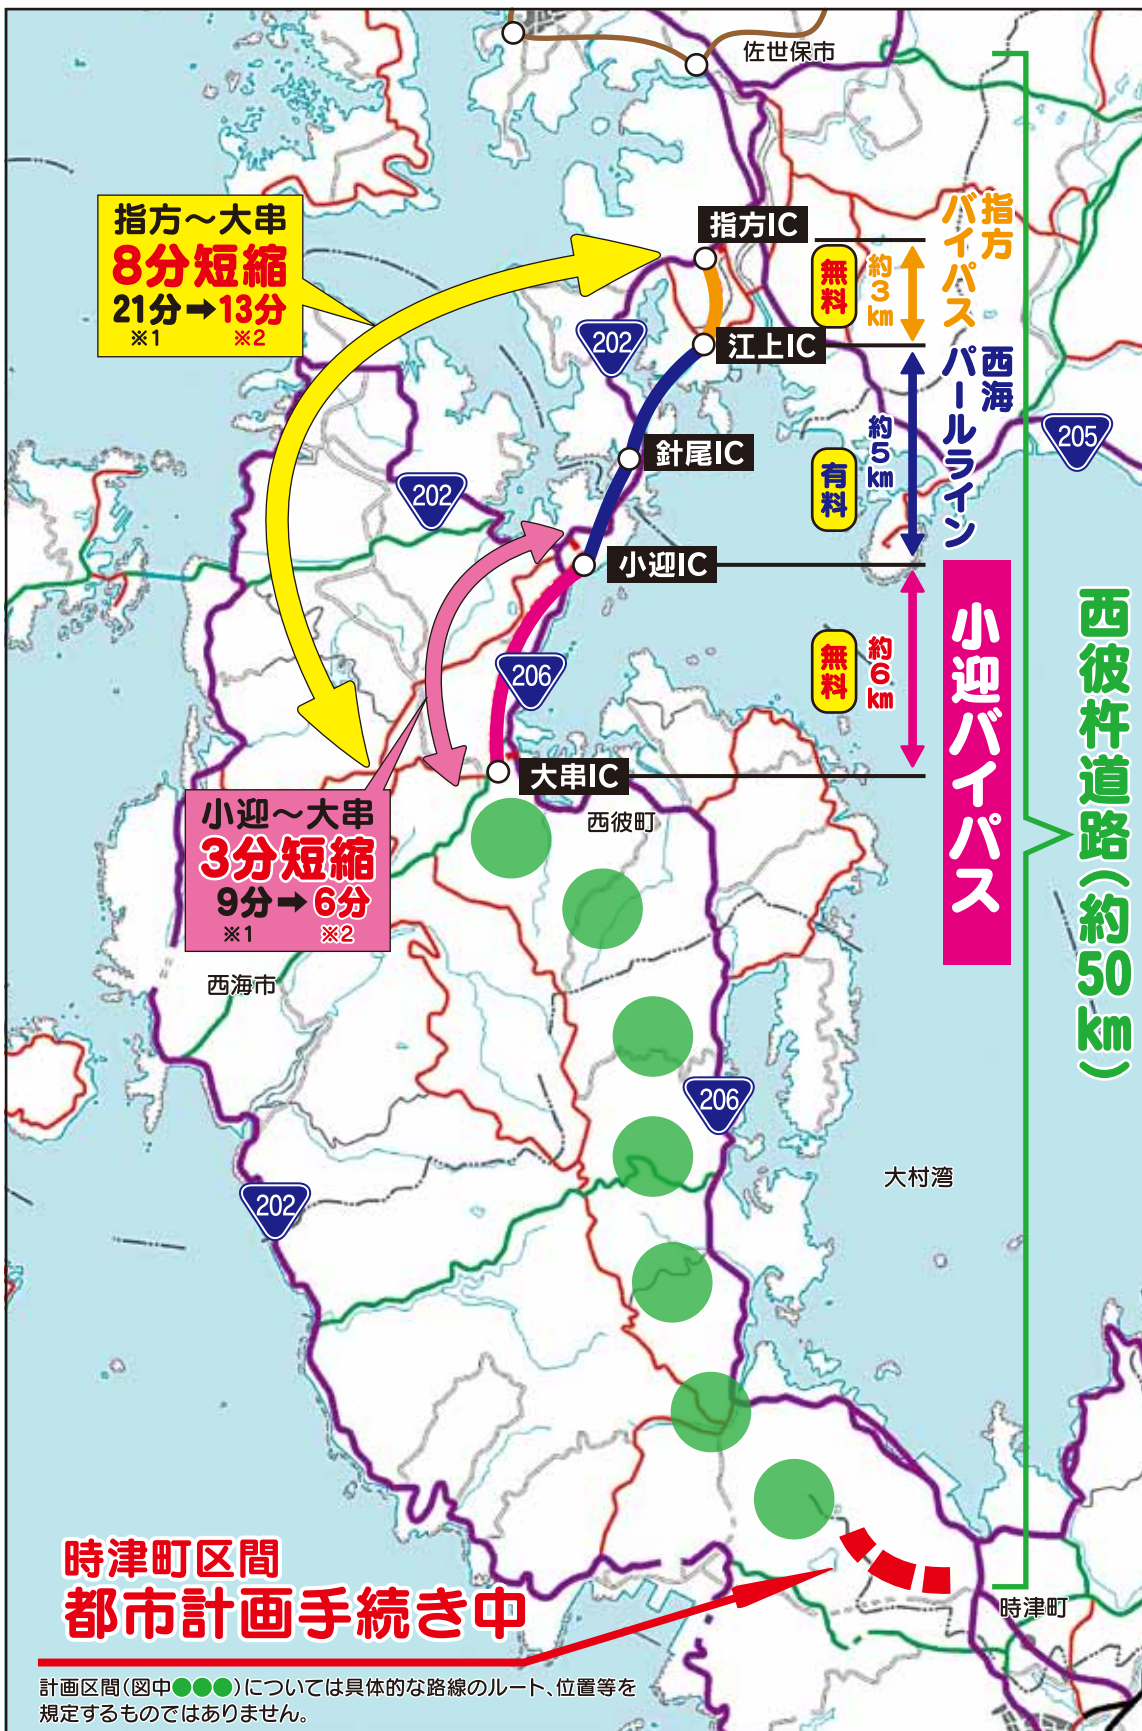 佐世保市
指方～大串
8分短縮
21分➡13分
※1 ※2
指方IC
無料
約3km
指方バイパス
202
江上IC
西海パールライン
205
約5km
有料
針尾IC
202
小迎IC
小迎バイパス
西彼杵道路(約50km)
無料
約6km
206
大串IC
小迎～大串
3分短縮
9分➡6分
※1 ※2
西彼町
西海市
206
大村湾
202
時津町区間
都市計画手続き中
時津町
計画区間(図中●●●)については具体的な路線のルート、位置等を
規定するものではありません。